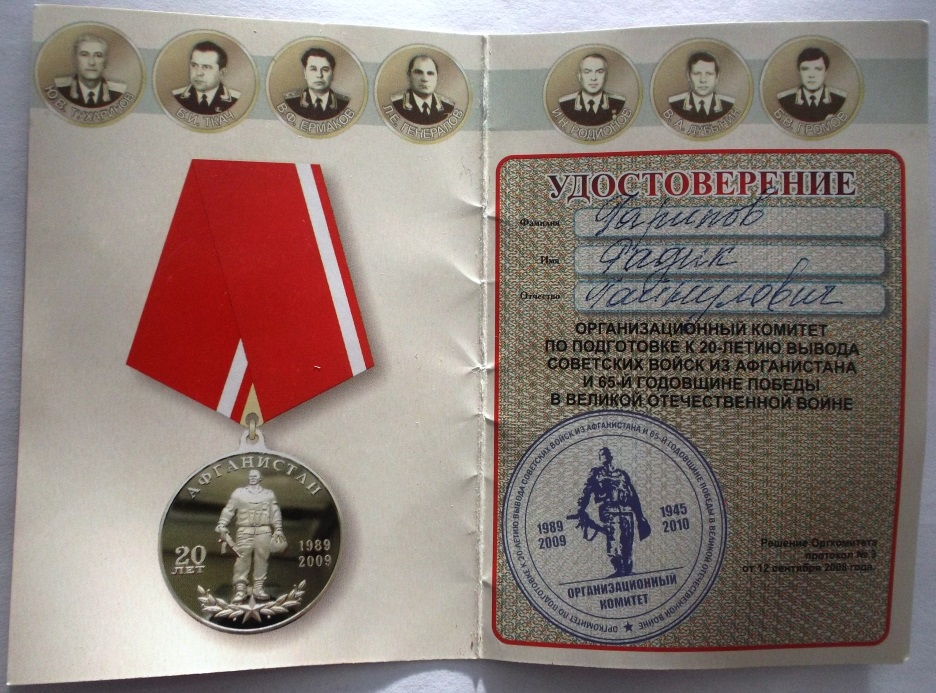 Ю.В. ТУХАРИНОВ
В.И. ТКАЧ
В.Ф. ЕРМАКОВ
Л.Е. ГЕНЕРАЛОВ
И.Н. РОДИОНОВ
В.П. ДУБЫНИН
Б.В. ГРОМОВ
АФГАНИСТАН
20
ЛЕТ
1989
2009
УДОСТОВЕРЕНИЕ
Фамилия Гарипов
Имя Радик
Отчество
ОРГАНИЗАЦИОННЫЙ КОМИТЕТ
ПО ПОДГОТОВКЕ К 20-ЛЕТИЮ ВЫВОДА
СОВЕТСКИХ ВОЙСК ИЗ АФГАНИСТАНА
И 65-Й ГОДОВЩИНЕ ПОБЕДЫ
В ВЕЛИКОЙ ОТЕЧЕСТВЕННОЙ ВОЙНЕ
ОРГКОМИТЕТ ПО ПОДГОТОВКЕ К 20-ЛЕТИЮ ВЫВОДА СОВЕТСКИХ ВОЙСК ИЗ АФГАНИСТАНА И 65-Й ГОДОВЩИНЕ ПОБЕДЫ В ВЕЛИКОЙ ОТЕЧЕСТВЕННОЙ ВОЙНЕ
1989
2009
1945
2010
ОРГАНИЗАЦИОННЫЙ
КОМИТЕТ
Решение Оргкомитета
протокол № 3
от 12 сентября 2008 года.